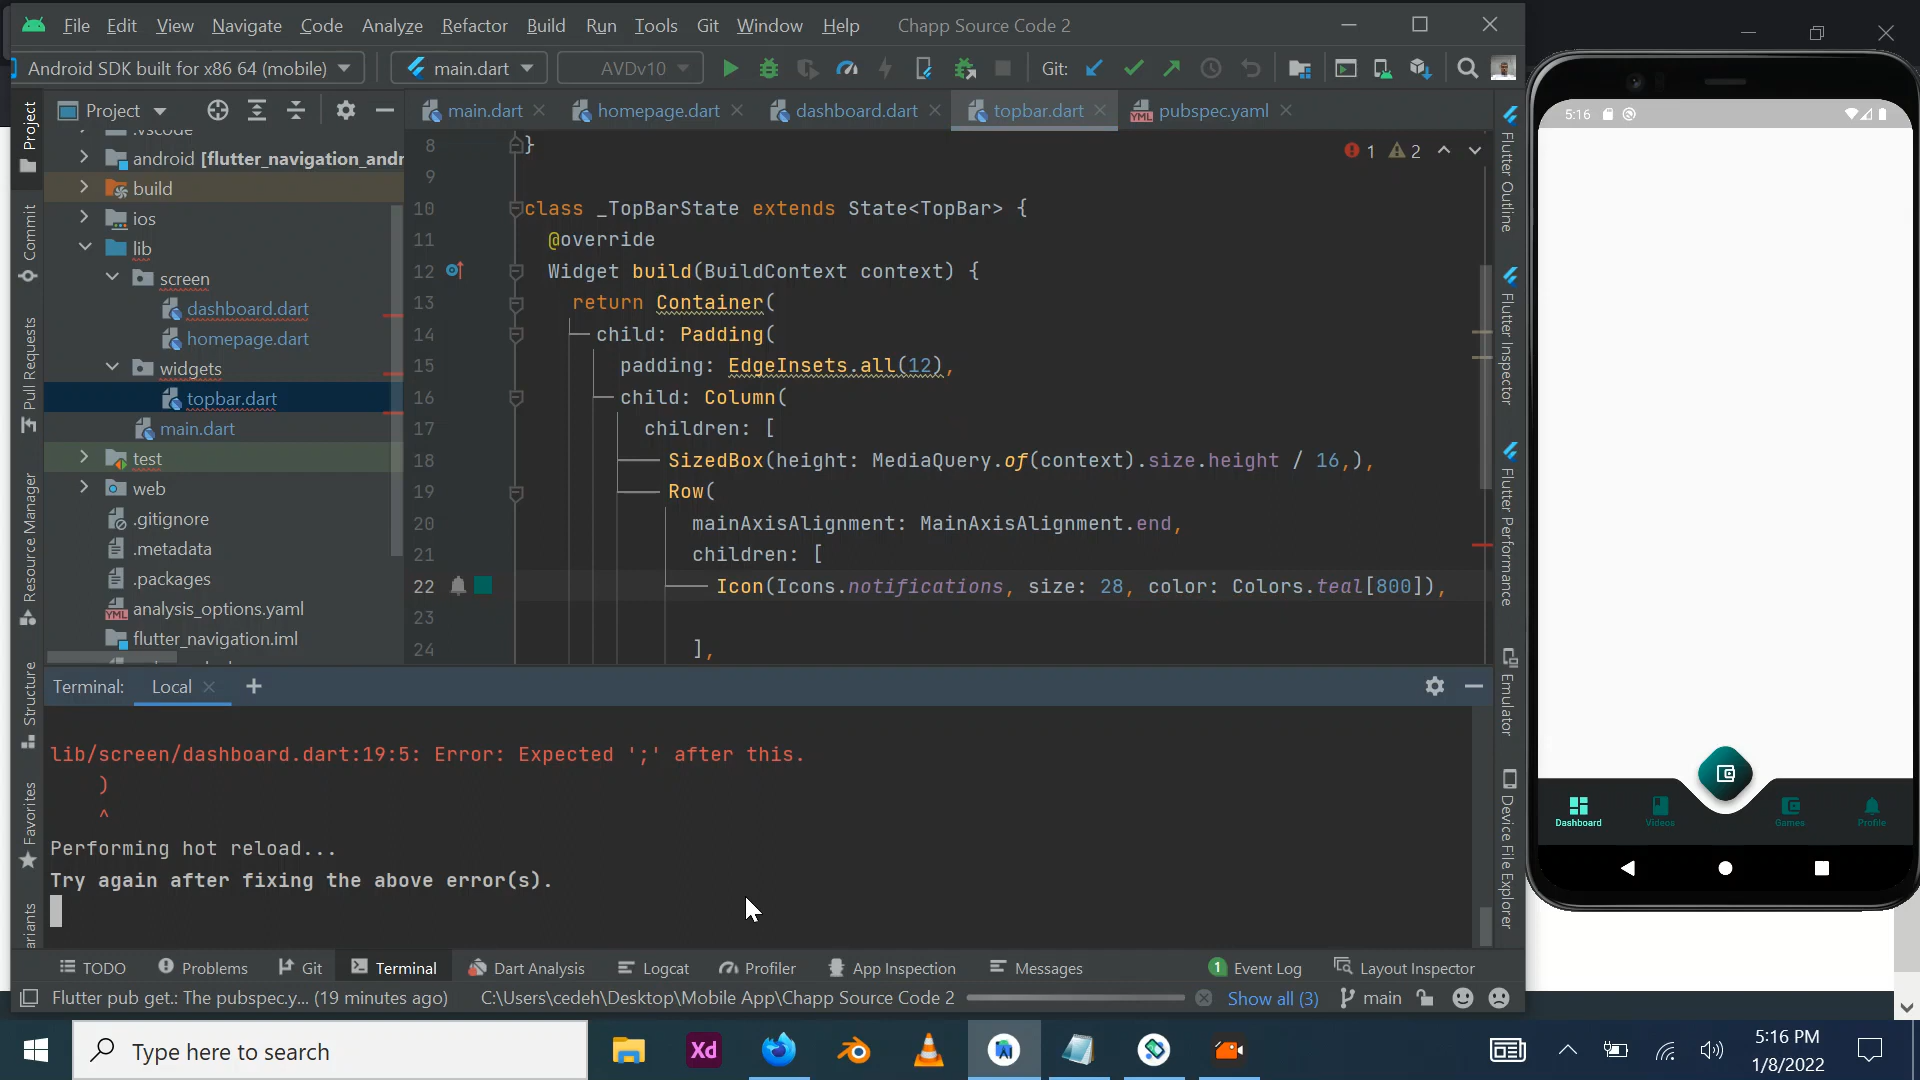 File Edit View Navigate Code Analyze Refactor Build Run Tools Git Window Help Chapp Source Code 2
Android SDK built for x86 64 (mobile) main.dart AVDv10 Git:
Project main.dart homepage.dart dashboard.dart topbar.dart pubspec.yaml
.vscode
android [flutter_navigation_andr
build
ios
lib
screen
dashboard.dart
homepage.dart
widgets
topbar.dart
main.dart
test
web
.gitignore
.metadata
.packages
analysis_options.yaml
flutter_navigation.iml
Project
Commit
Pull Requests
Resource Manager
Structure
Favorites
ariants
1 2
8 }
9
10 class _TopBarState extends State<TopBar> {
11 @override
12 Widget build(BuildContext context) {
13 return Container(
14 child: Padding(
15 padding: EdgeInsets.all(12),
16 child: Column(
17 children: [
18 SizedBox(height: MediaQuery.of(context).size.height / 16,),
19 Row(
20 mainAxisAlignment: MainAxisAlignment.end,
21 children: [
22 Icon(Icons.notifications, size: 28, color: Colors.teal[800]),
23
24 ],
Flutter Outline
Flutter Inspector
Flutter Performance
Emulator
Device File Explorer
Terminal: Local
lib/screen/dashboard.dart:19:5: Error: Expected ';' after this.
)
^
Performing hot reload...
Try again after fixing the above error(s).
TODO Problems Git Terminal Dart Analysis Logcat Profiler App Inspection Messages 1 Event Log Layout Inspector
Flutter pub get.: The pubspec.y... (19 minutes ago) C:\Users\cedeh\Desktop\Mobile App\Chapp Source Code 2 Show all (3) main
5:16
Dashboard Videos Games Profile
Type here to search
Xd
5:16 PM
1/8/2022